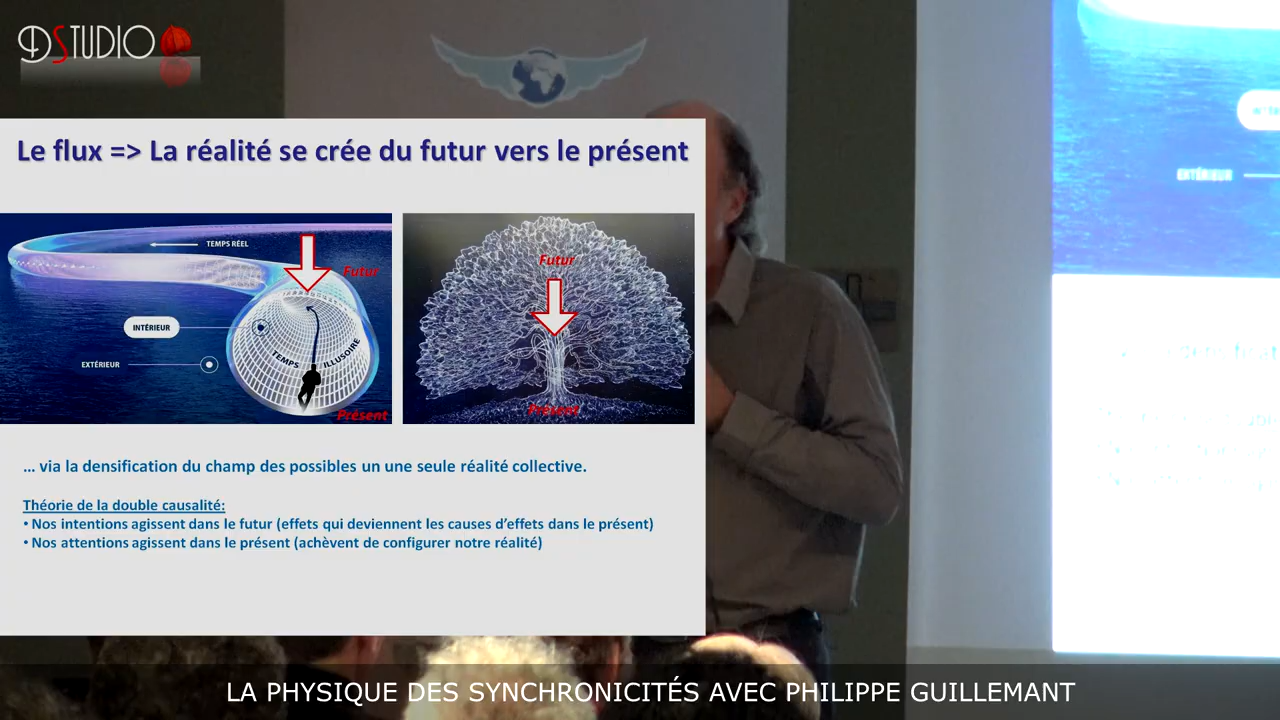 DSTUDIO
Le flux => La réalité se crée du futur vers le présent
TEMPS RÉEL
Futur
INTÉRIEUR
EXTÉRIEUR
TEMPS ILLUSOIRE
Présent
Futur
Présent
... via la densification du champ des possibles un une seule réalité collective.
Théorie de la double causalité:
• Nos intentions agissent dans le futur (effets qui deviennent les causes d'effets dans le présent)
• Nos attentions agissent dans le présent (achèvent de configurer notre réalité)
EXTÉRIEUR
LA PHYSIQUE DES SYNCHRONICITÉS AVEC PHILIPPE GUILLEMANT